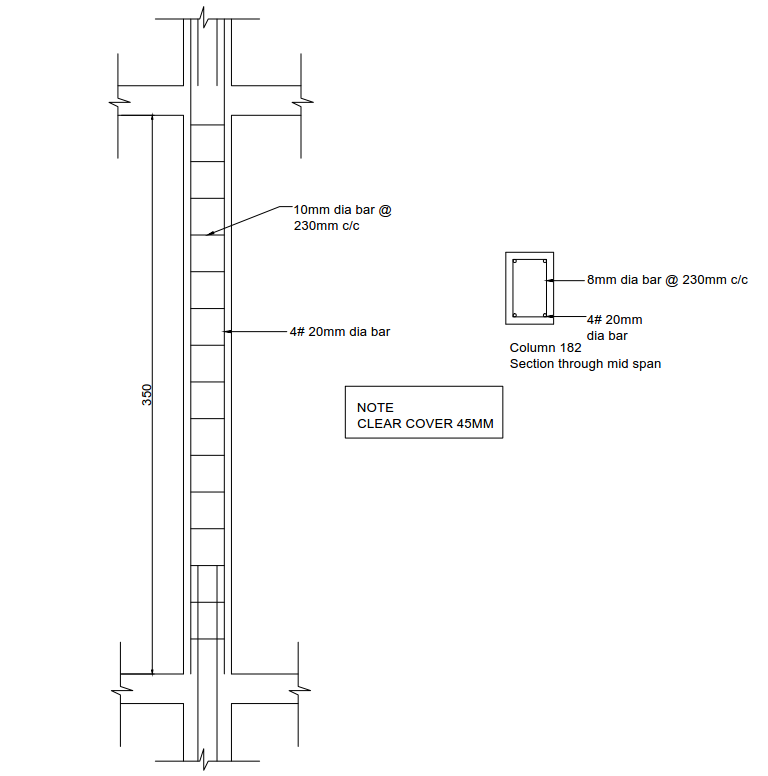 10mm dia bar @
230mm c/c
8mm dia bar @ 230mm c/c
4# 20mm
dia bar
4# 20mm dia bar
Column 182
Section through mid span
350
NOTE
CLEAR COVER 45MM